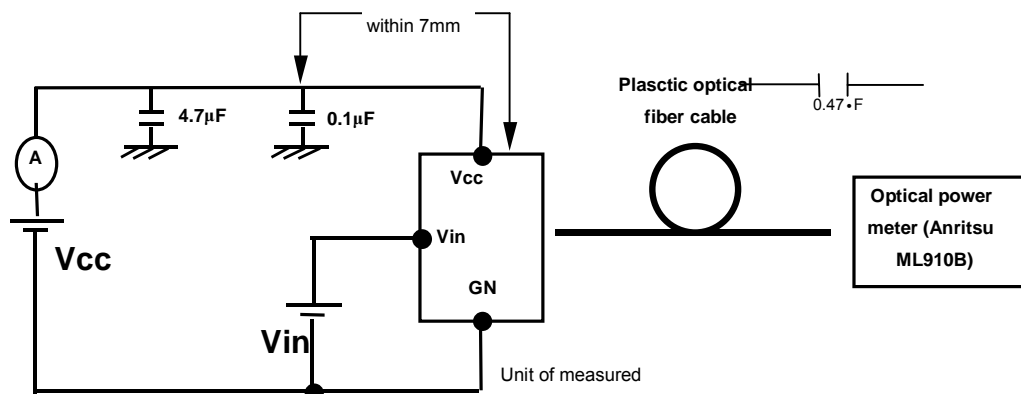 within 7mm
Plasctic optical
fiber cable
0.47•F
4.7μF
0.1μF
A
Vcc
Optical power
meter (Anritsu
ML910B)
Vcc
Vin
GN
Vin
Unit of measured